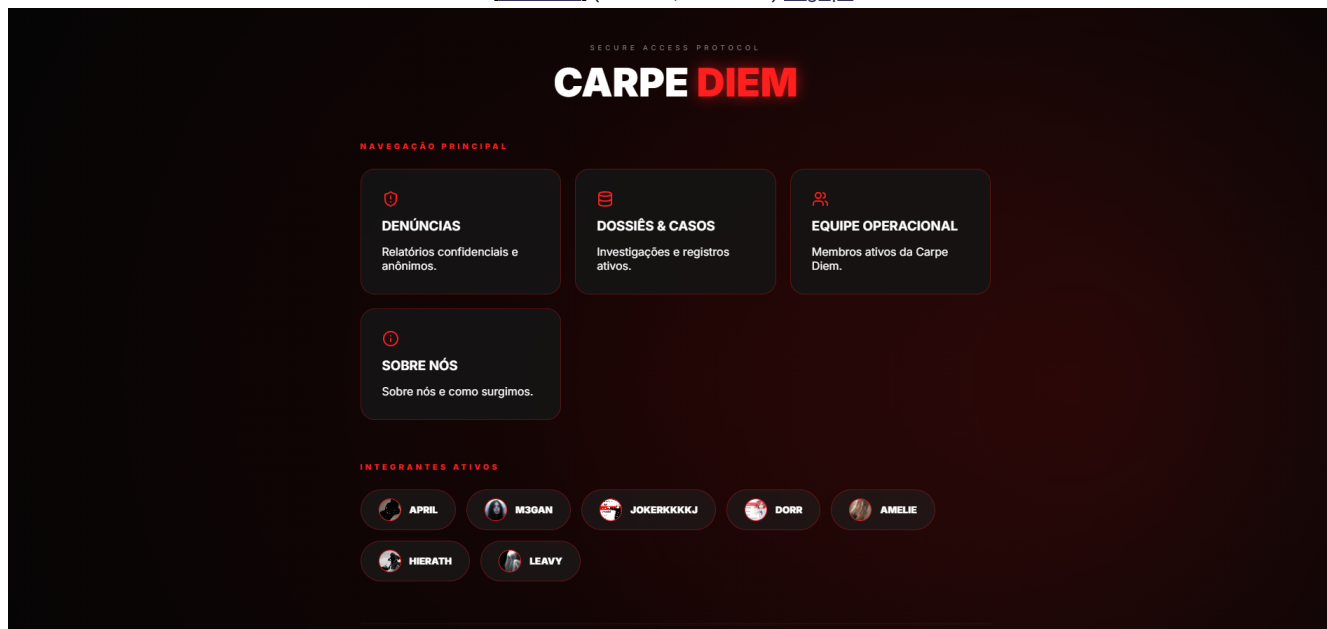 SECURE ACCESS PROTOCOL
CARPE DIEM
NAVEGAÇÃO PRINCIPAL
DENÚNCIAS
Relatórios confidenciais e
anônimos.
DOSSIÊS & CASOS
Investigações e registros
ativos.
EQUIPE OPERACIONAL
Membros ativos da Carpe
Diem.
SOBRE NÓS
Sobre nós e como surgimos.
INTEGRANTES ATIVOS
APRIL
M3GAN
JOKERKKKKJ
DORR
AMELIE
HIERATH
LEAVY